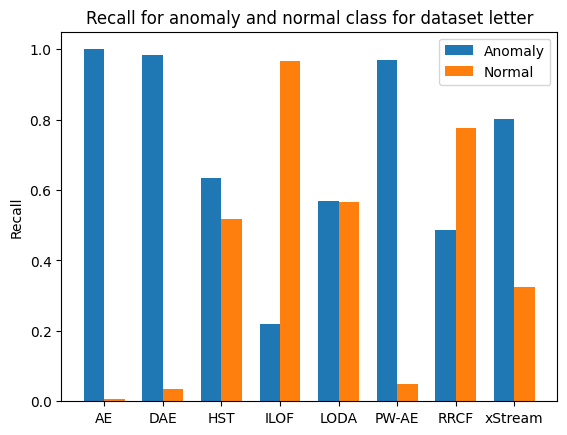 Recall for anomaly and normal class for dataset letter
Anomaly
Normal
Recall
1.0
0.8
0.6
0.4
0.2
0.0
AE DAE HST ILOF LODA PW-AE RRCF xStream